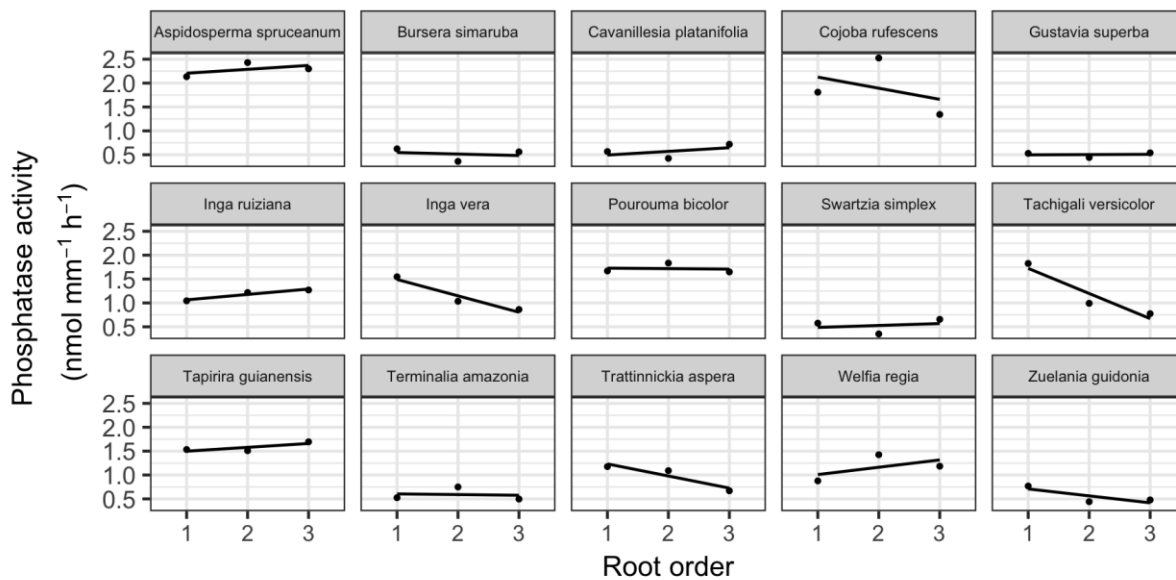 Aspidosperma spruceanum
Bursera simaruba
Cavanillesia platanifolia
Cojoba rufescens
Gustavia superba
2.5
2.0
1.5
1.0
0.5
Inga ruiziana
Inga vera
Pourouma bicolor
Swartzia simplex
Tachigali versicolor
2.5
2.0
1.5
1.0
0.5
Tapirira guianensis
Terminalia amazonia
Trattinnickia aspera
Welfia regia
Zuelania guidonia
2.5
2.0
1.5
1.0
0.5
1 2 3
1 2 3
1 2 3
1 2 3
1 2 3
Root order
Phosphatase activity
(nmol mm⁻¹ h⁻¹)